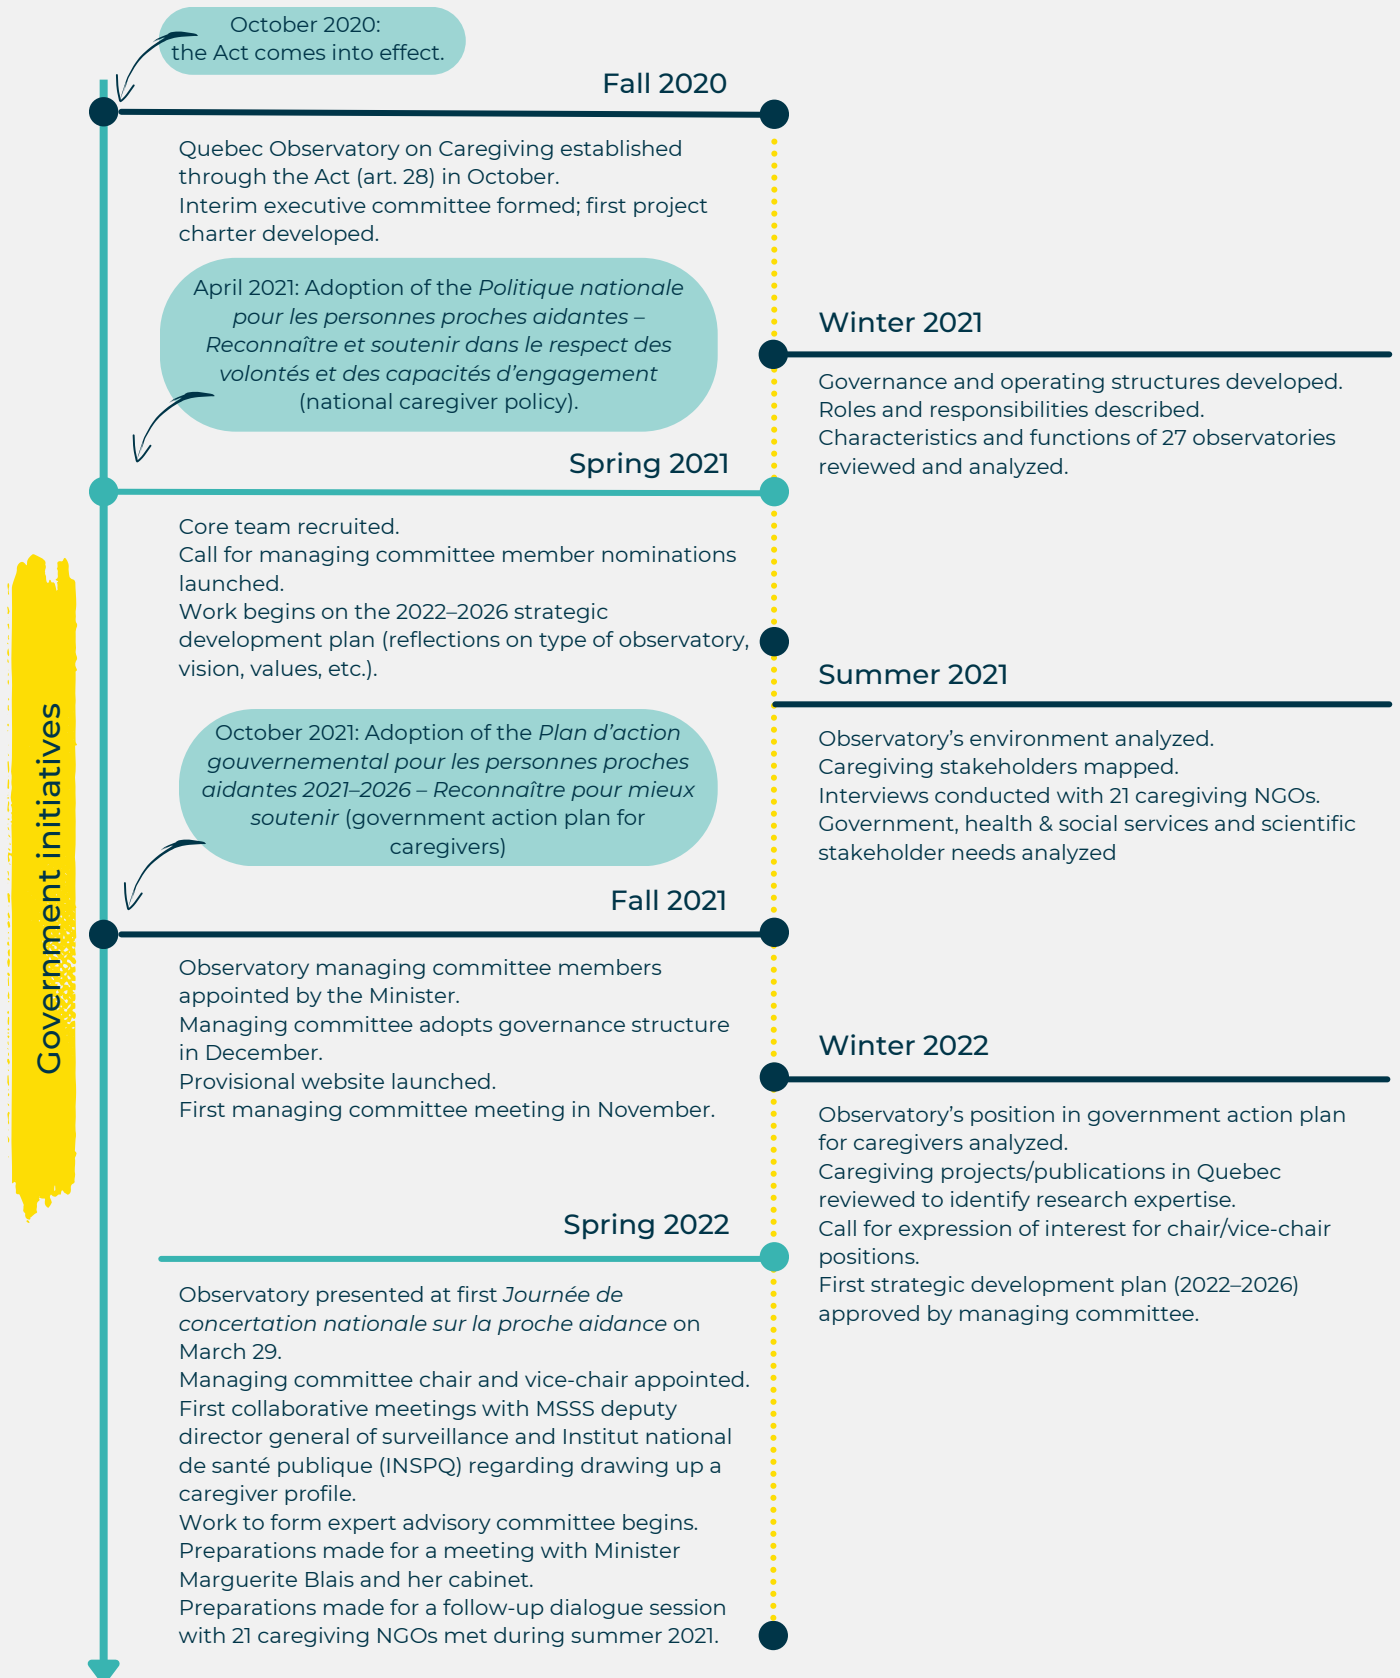 October 2020:
the Act comes into effect.
Fall 2020
Quebec Observatory on Caregiving established
through the Act (art. 28) in October.
Interim executive committee formed; first project
charter developed.
April 2021: Adoption of the Politique nationale
pour les personnes proches aidantes –
Reconnaître et soutenir dans le respect des
volontés et des capacités d’engagement
(national caregiver policy).
Winter 2021
Governance and operating structures developed.
Roles and responsibilities described.
Characteristics and functions of 27 observatories
reviewed and analyzed.
Spring 2021
Core team recruited.
Call for managing committee member nominations
launched.
Work begins on the 2022–2026 strategic
development plan (reflections on type of observatory,
vision, values, etc.).
Summer 2021
Observatory’s environment analyzed.
Caregiving stakeholders mapped.
Interviews conducted with 21 caregiving NGOs.
Government, health & social services and scientific
stakeholder needs analyzed
Government initiatives
October 2021: Adoption of the Plan d’action
gouvernemental pour les personnes proches
aidantes 2021–2026 – Reconnaître pour mieux
soutenir (government action plan for
caregivers)
Fall 2021
Observatory managing committee members
appointed by the Minister.
Managing committee adopts governance structure
in December.
Provisional website launched.
First managing committee meeting in November.
Winter 2022
Observatory’s position in government action plan
for caregivers analyzed.
Caregiving projects/publications in Quebec
reviewed to identify research expertise.
Call for expression of interest for chair/vice-chair
positions.
First strategic development plan (2022–2026)
approved by managing committee.
Spring 2022
Observatory presented at first Journée de
concertation nationale sur la proche aidance on
March 29.
Managing committee chair and vice-chair appointed.
First collaborative meetings with MSSS deputy
director general of surveillance and Institut national
de santé publique (INSPQ) regarding drawing up a
caregiver profile.
Work to form expert advisory committee begins.
Preparations made for a meeting with Minister
Marguerite Blais and her cabinet.
Preparations made for a follow-up dialogue session
with 21 caregiving NGOs met during summer 2021.